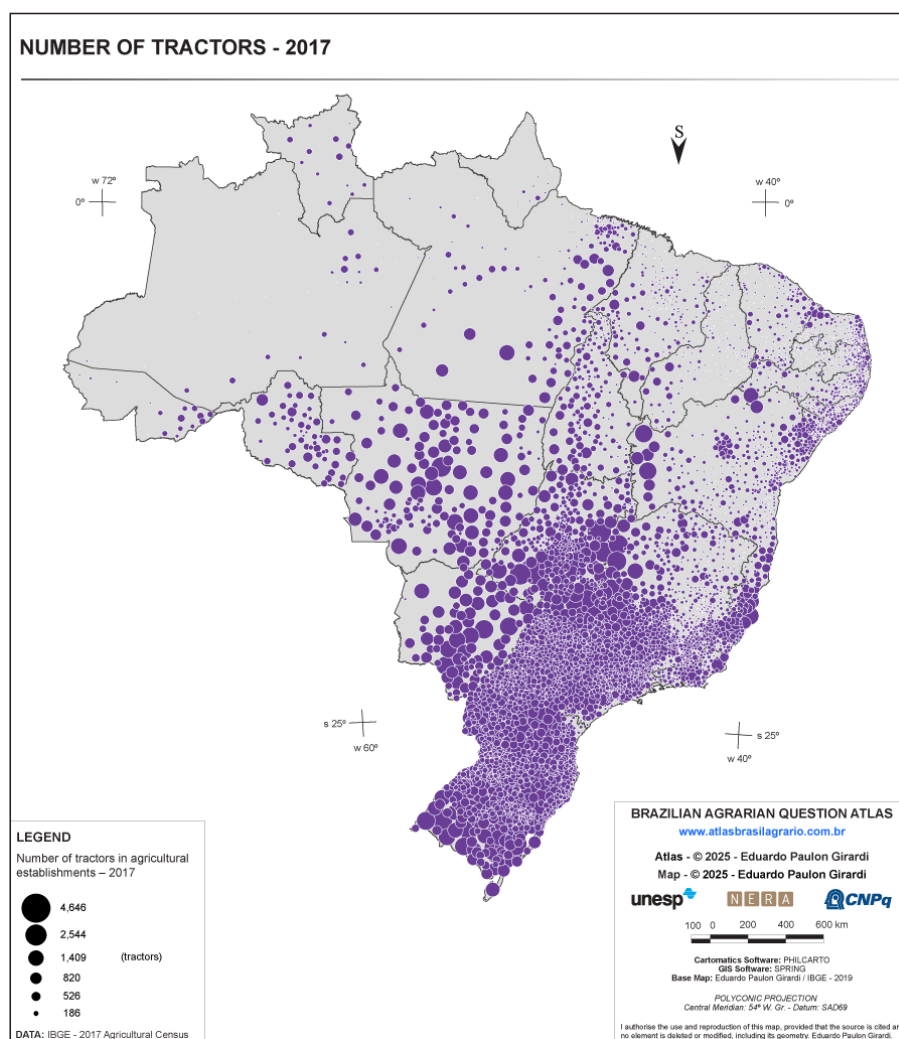 NUMBER OF TRACTORS - 2017
S
w 72º
0º
w 40º
0º
s 25º
w 60º
s 25º
w 40º
LEGEND
Number of tractors in agricultural
establishments – 2017
4,646
2,544
1,409 (tractors)
820
526
186
DATA: IBGE - 2017 Agricultural Census
BRAZILIAN AGRARIAN QUESTION ATLAS
www.atlasbrasilagrario.com.br
Atlas - © 2025 - Eduardo Paulon Girardi
Map - © 2025 - Eduardo Paulon Girardi
unesp NERA CNPq
100 0 200 400 600 km
Cartomatics Software: PHILCARTO
GIS Software: SPRING
Base Map: Eduardo Paulon Girardi / IBGE - 2019
POLYCONIC PROJECTION
Central Meridian: 54º W. Gr. - Datum: SAD69
I authorise the use and reproduction of this map, provided that the source is cited
no element is deleted or modified, including its geometry. Eduardo Paulon Girardi.